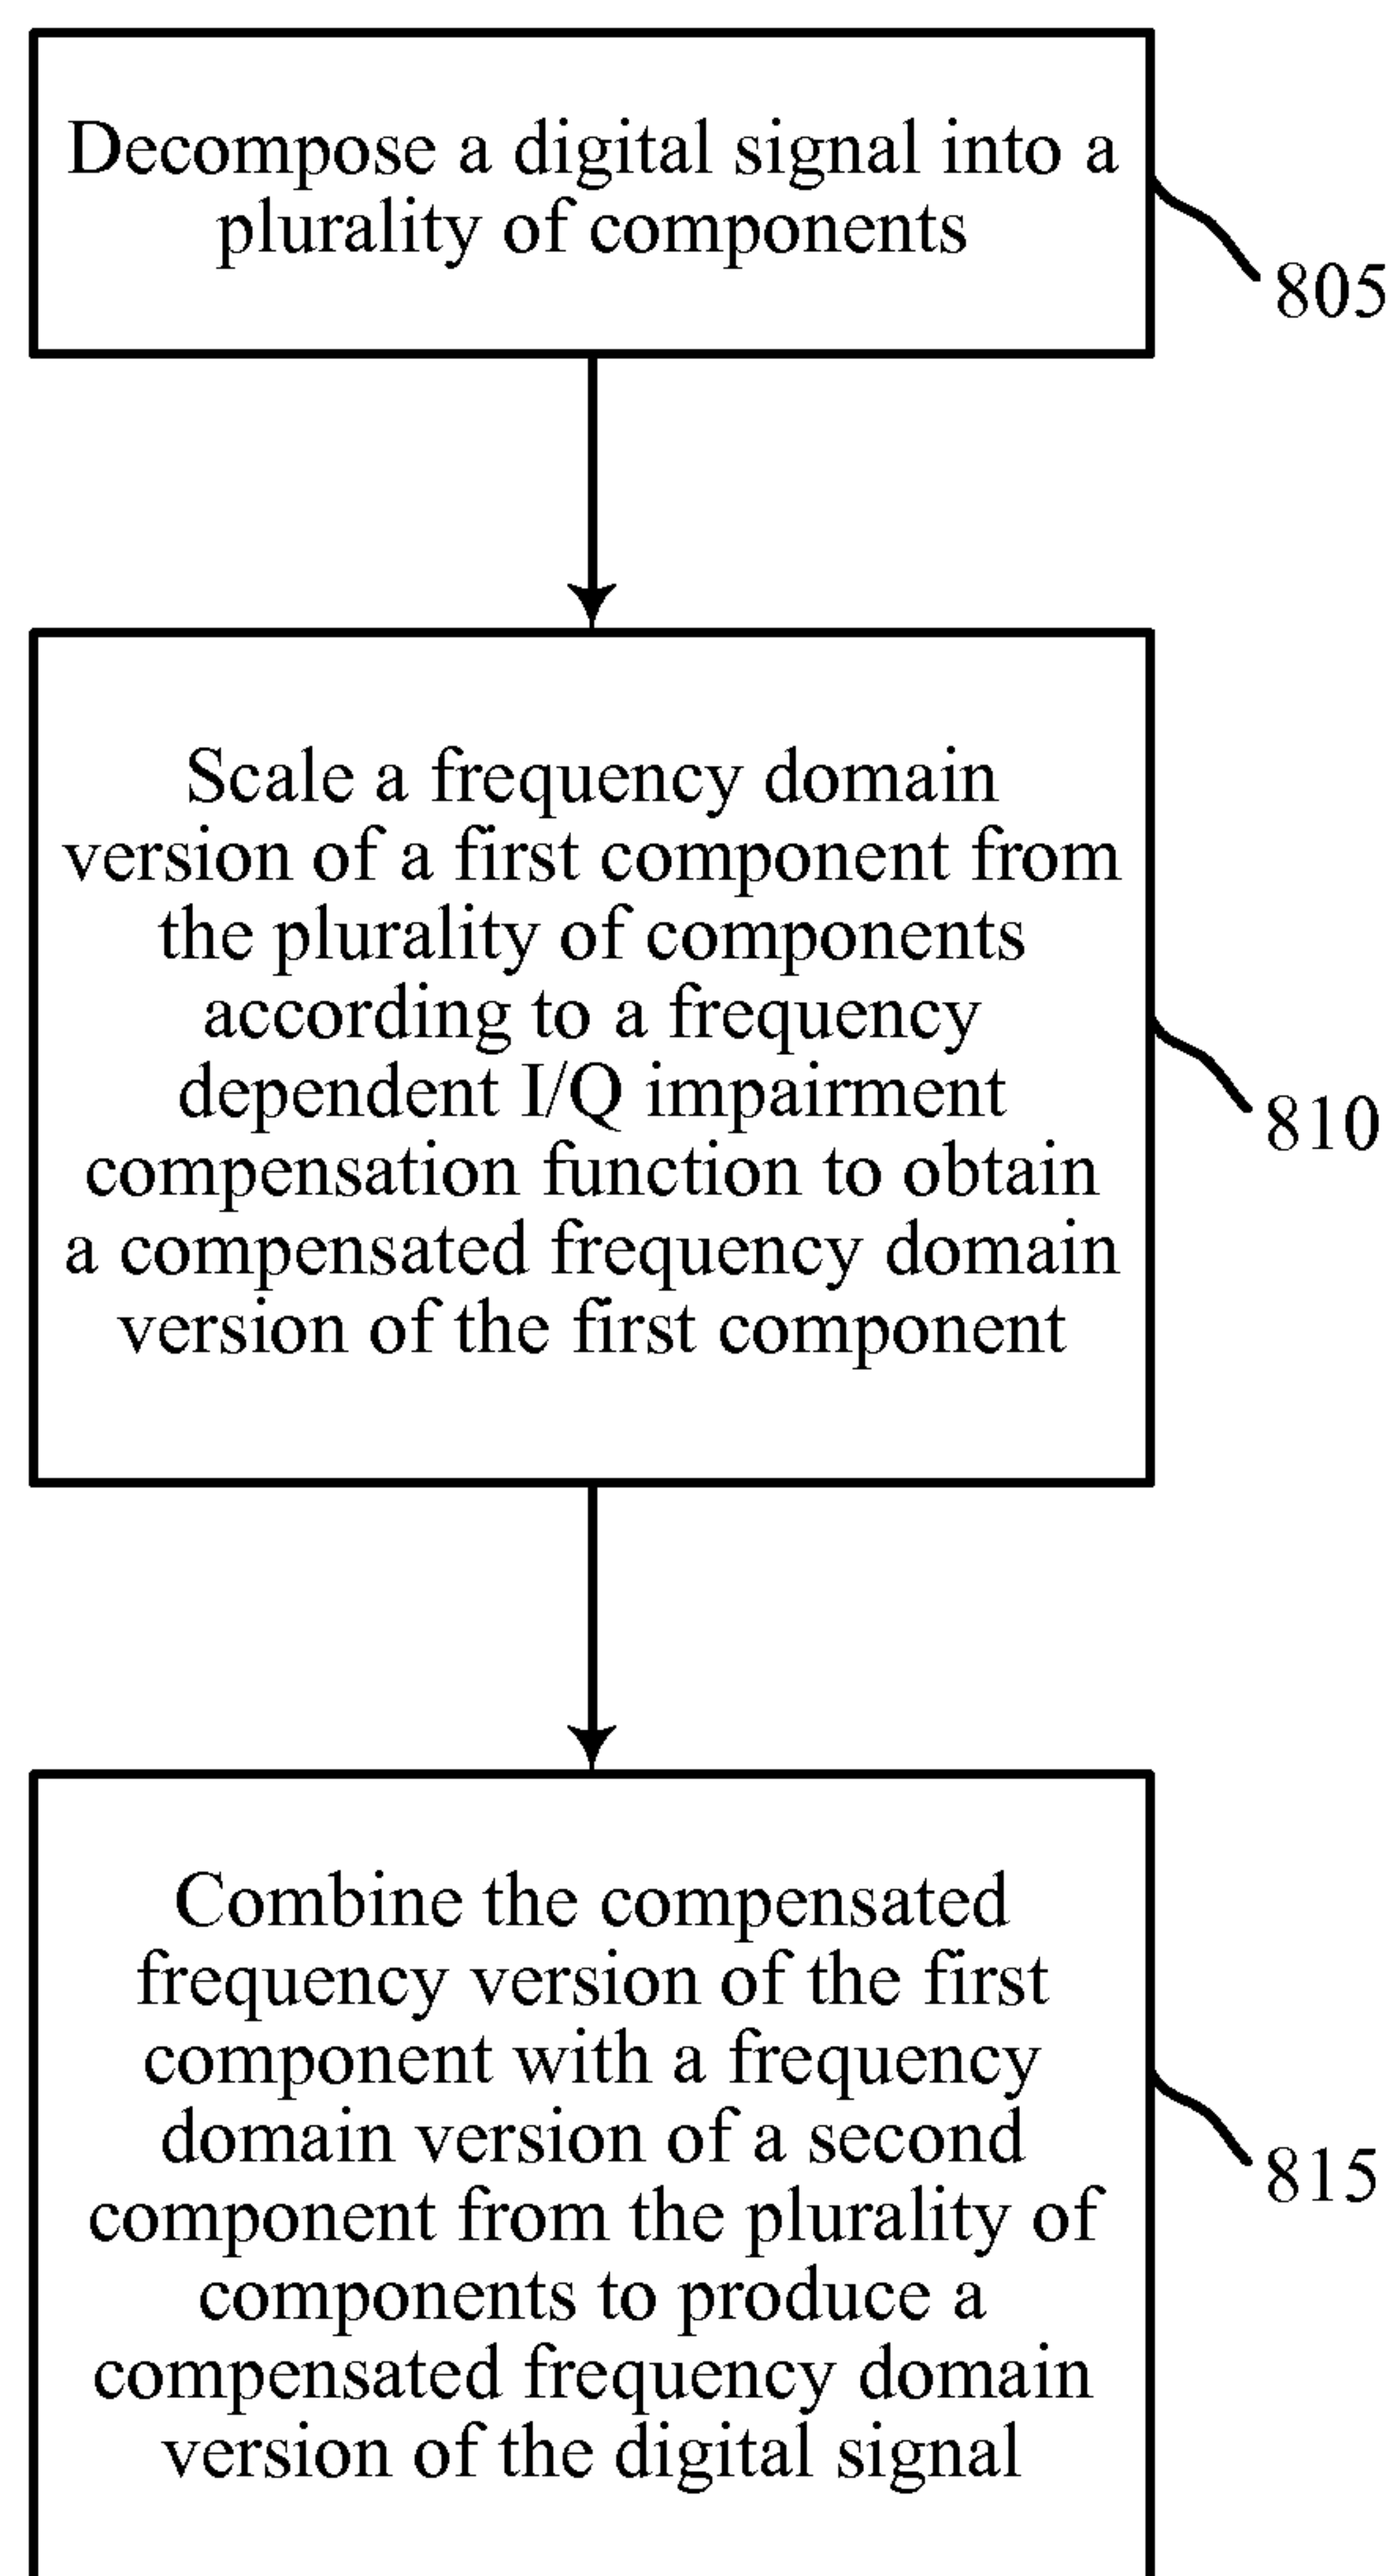 Decompose a digital signal into a
plurality of components
805
Scale a frequency domain
version of a first component from
the plurality of components
according to a frequency
dependent I/Q impairment
compensation function to obtain
a compensated frequency domain
version of the first component
810
Combine the compensated
frequency version of the first
component with a frequency
domain version of a second
component from the plurality of
components to produce a
compensated frequency domain
version of the digital signal
815